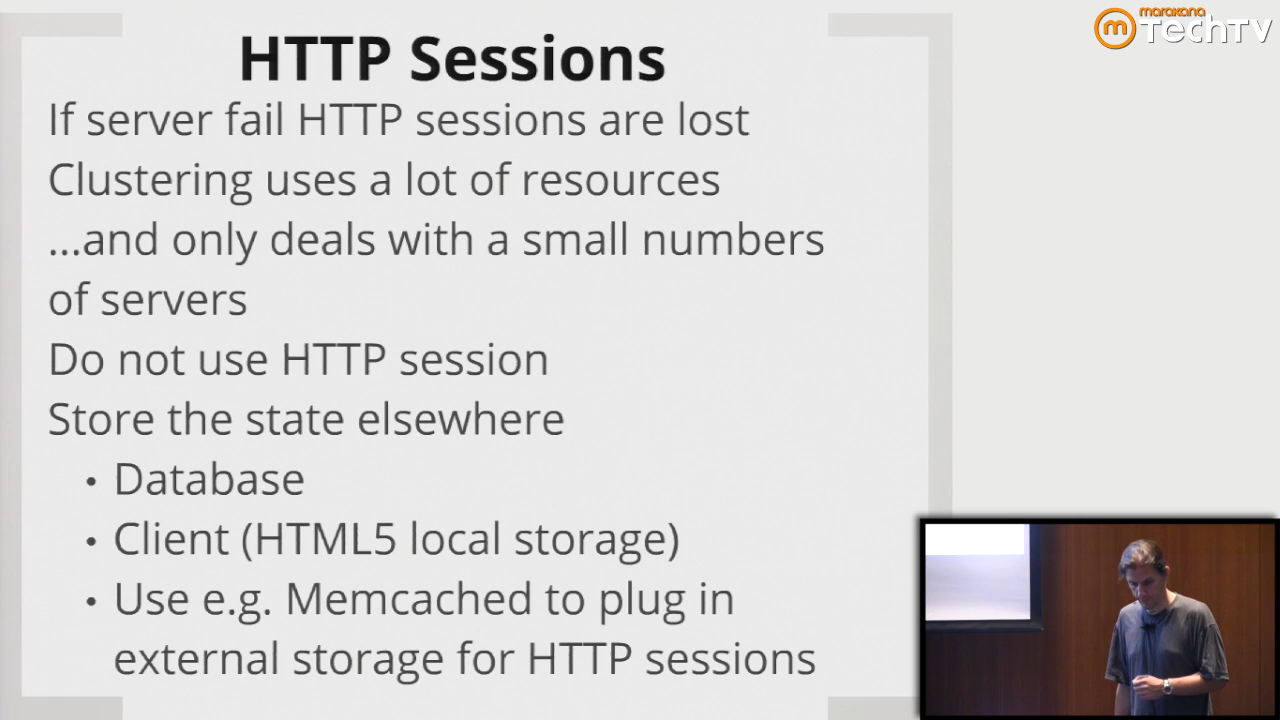 marakana
TechTV
HTTP Sessions
If server fail HTTP sessions are lost
Clustering uses a lot of resources
...and only deals with a small numbers
of servers
Do not use HTTP session
Store the state elsewhere
• Database
• Client (HTML5 local storage)
• Use e.g. Memcached to plug in
external storage for HTTP sessions